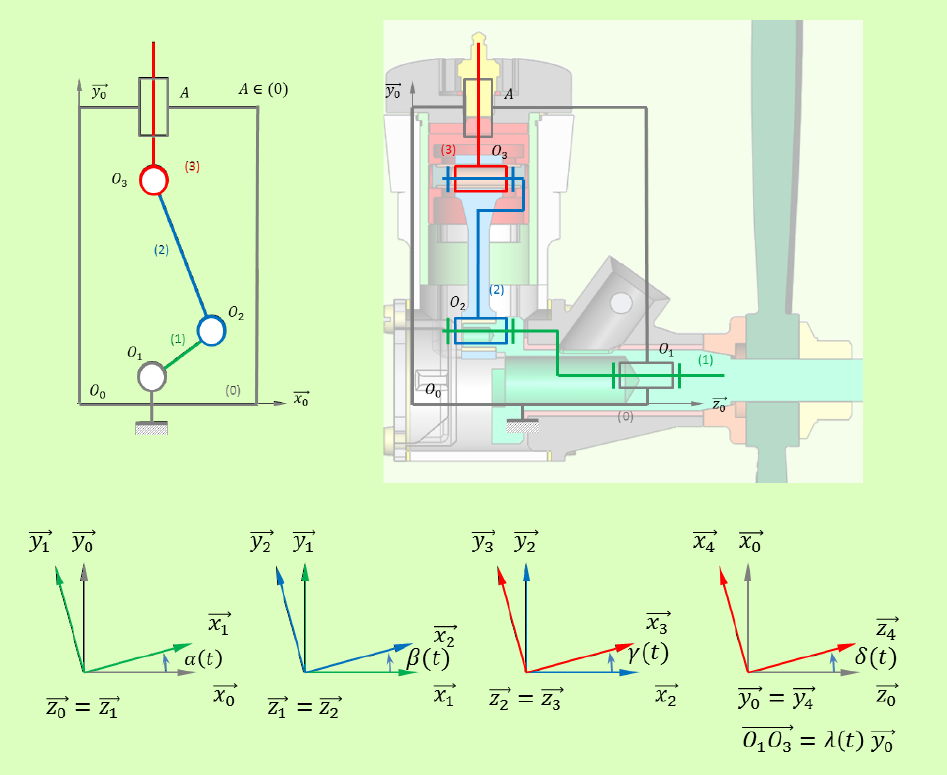 y₀⃗ A A ∈ (0)
O₃ (3)
(2)
O₂
(1)
O₁
O₀ (0) x₀⃗
y₀⃗ A
(3) O₃
(2)
O₂
O₁ (1)
O₀ z₀⃗
(0)
y₁⃗ y₀⃗ x₁⃗ α(t) x₀⃗
z₀⃗ = z₁⃗
y₂⃗ y₁⃗ x₂⃗ β(t) x₁⃗
z₁⃗ = z₂⃗
y₃⃗ y₂⃗ x₃⃗ γ(t) x₂⃗
z₂⃗ = z₃⃗
x₄⃗ x₀⃗ z₄⃗ δ(t) z₀⃗
y₀⃗ = y₄⃗
O₁O₃⃗ = λ(t) y₀⃗